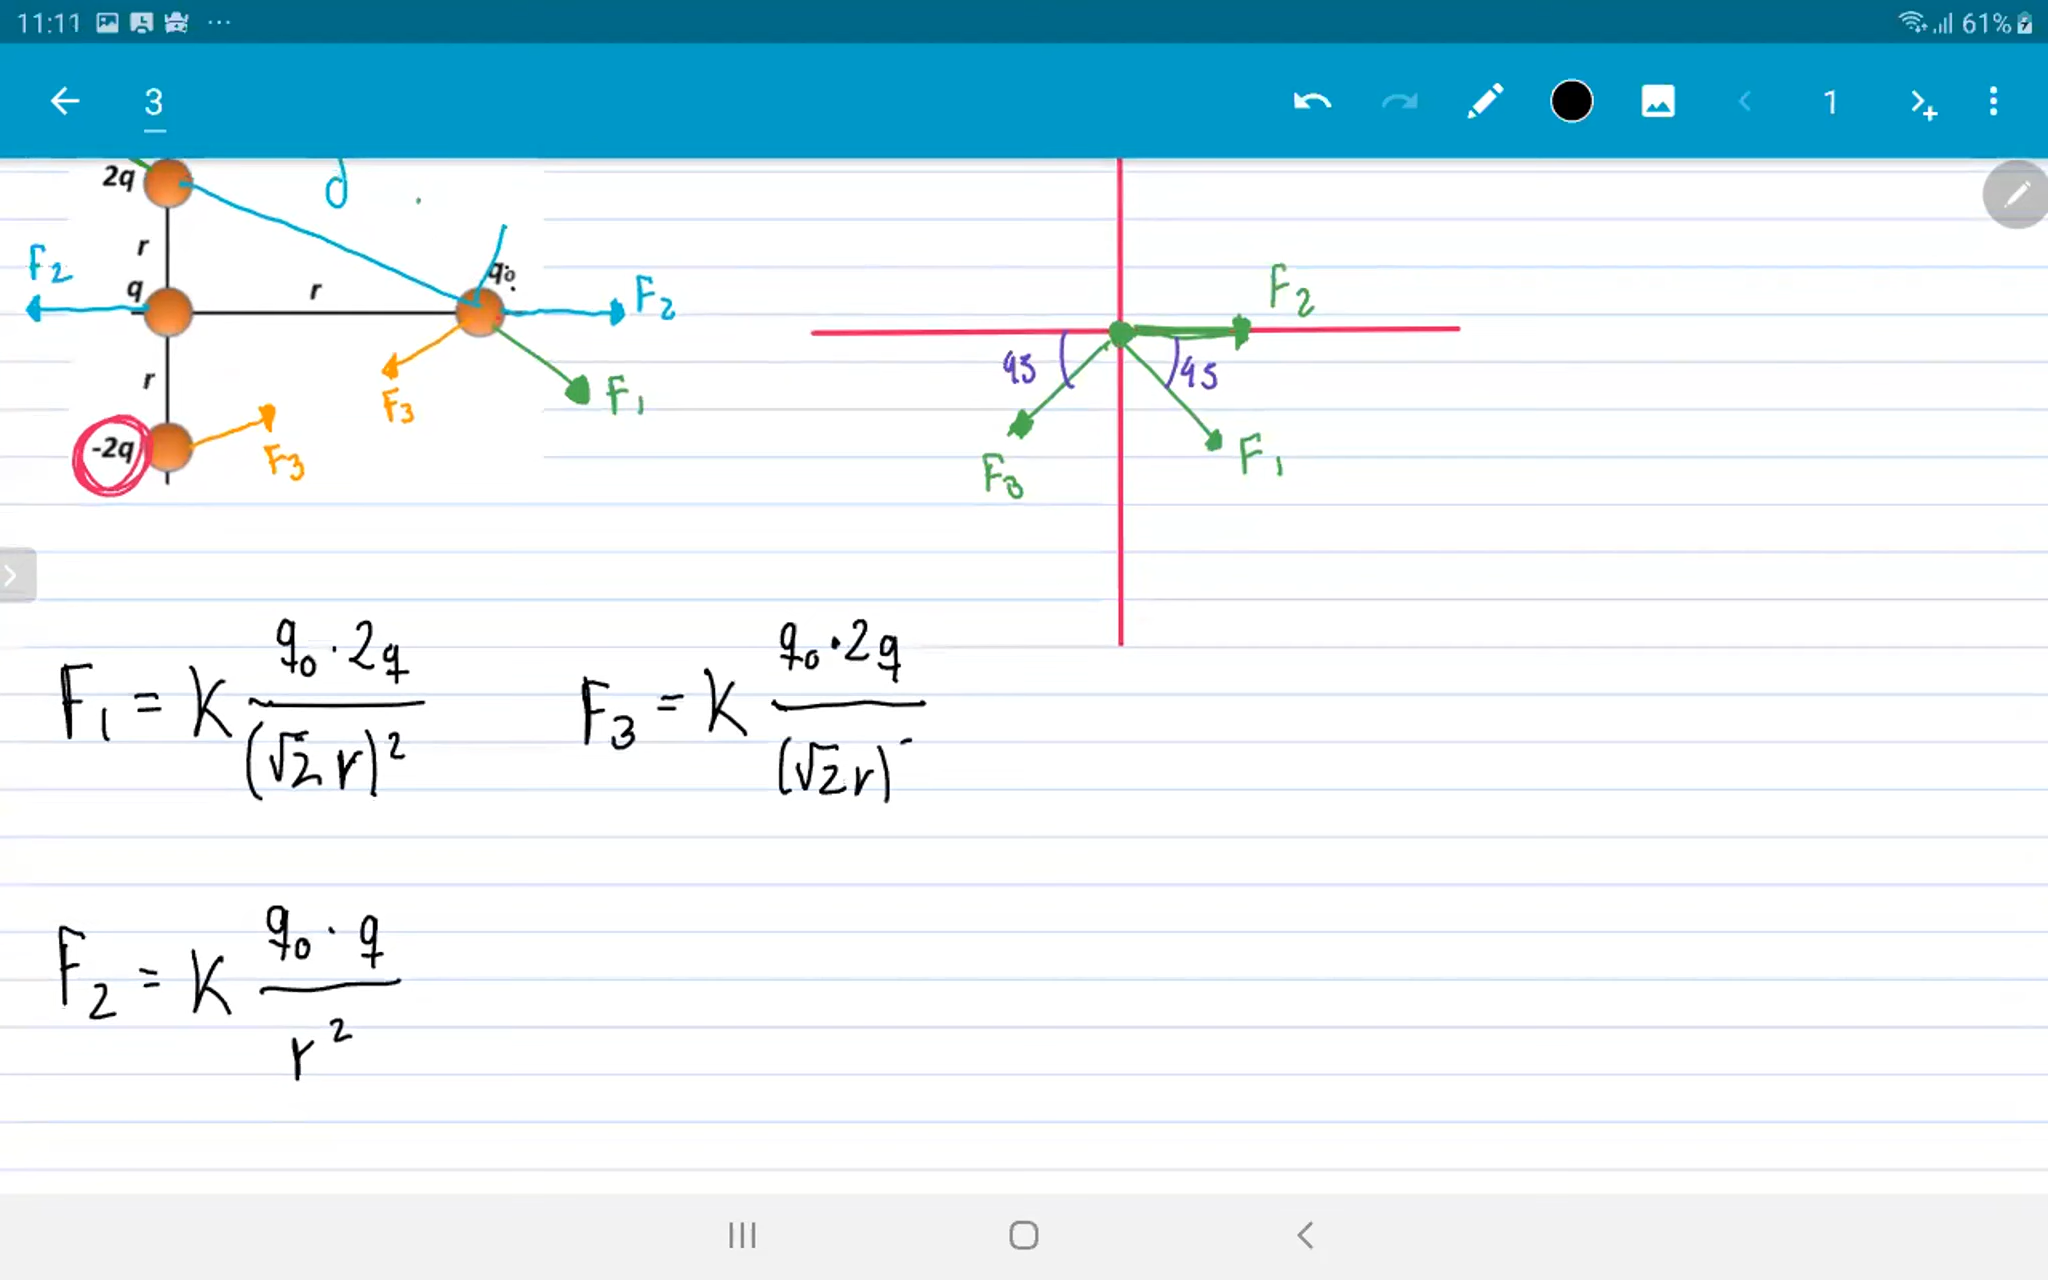 11:11 61%
3 1
2q d
r
F2 q r q₀ F2
r
F3 F1
-2q F3
F2
45 45
F3 F1
F₁ = K q₀ · 2q / (√2 r)²
F₃ = K q₀ · 2q / (√2 r)
F₂ = K q₀ · q / r²